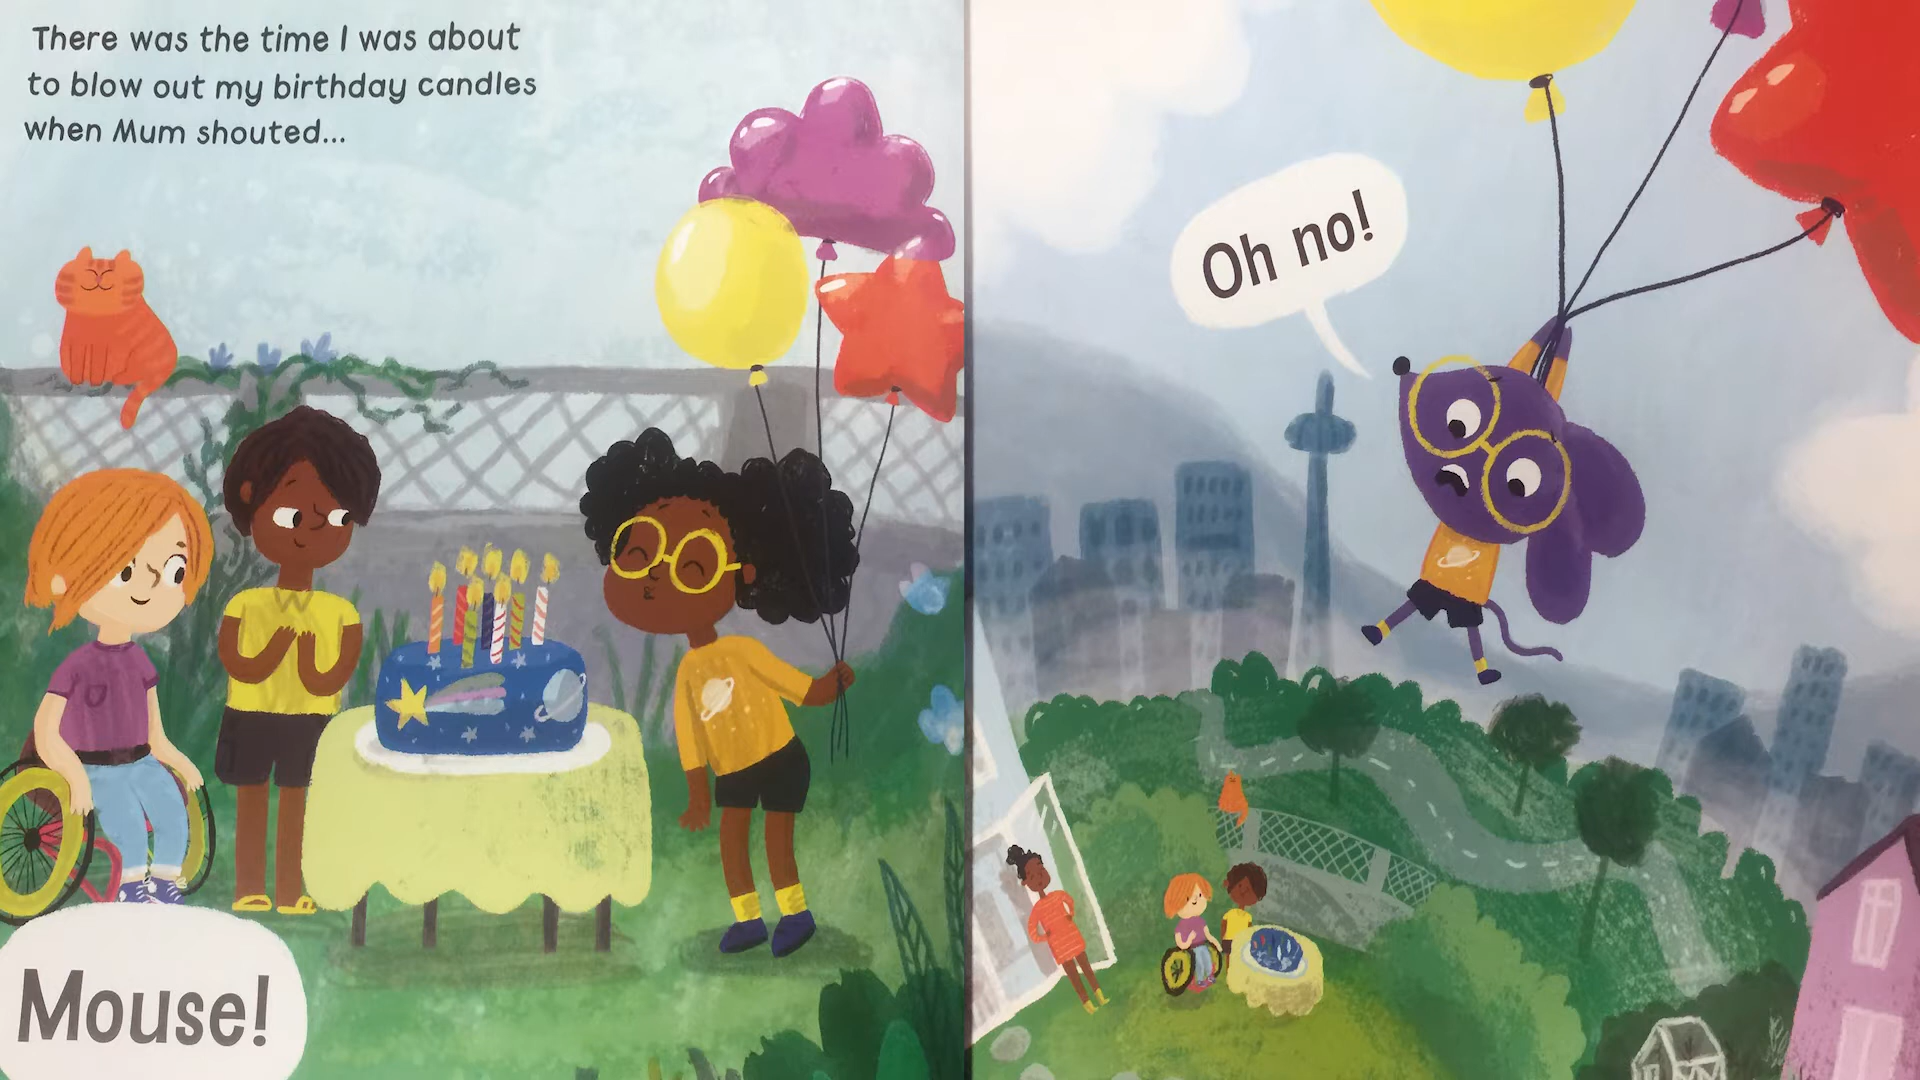 There was the time I was about
to blow out my birthday candles
when Mum shouted...
Mouse!
Oh no!